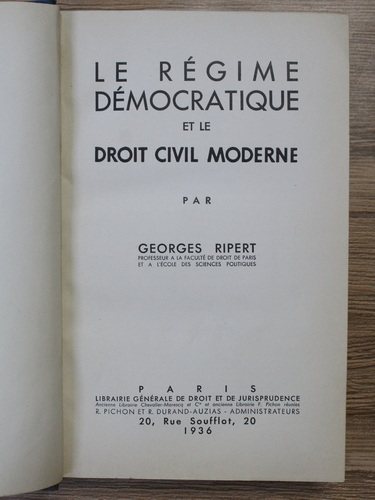 LE RÉGIME
DÉMOCRATIQUE
ET LE
DROIT CIVIL MODERNE
PAR
GEORGES RIPERT
PROFESSEUR A LA FACULTÉ DE DROIT DE PARIS
ET A L'ÉCOLE DES SCIENCES POLITIQUES
PARIS
LIBRAIRIE GÉNÉRALE DE DROIT ET DE JURISPRUDENCE
Ancienne Librairie Chevalier-Marescq et Cie et ancienne Librairie F. Pichon réunies
R. PICHON ET R. DURAND-AUZIAS - ADMINISTRATEURS
20, Rue Soufflot, 20
1936